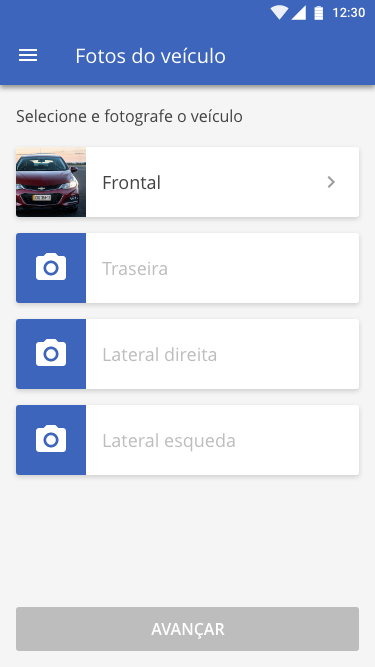 12:30
Fotos do veículo
Selecione e fotografe o veículo
Frontal
Traseira
Lateral direita
Lateral esqueda
AVANÇAR